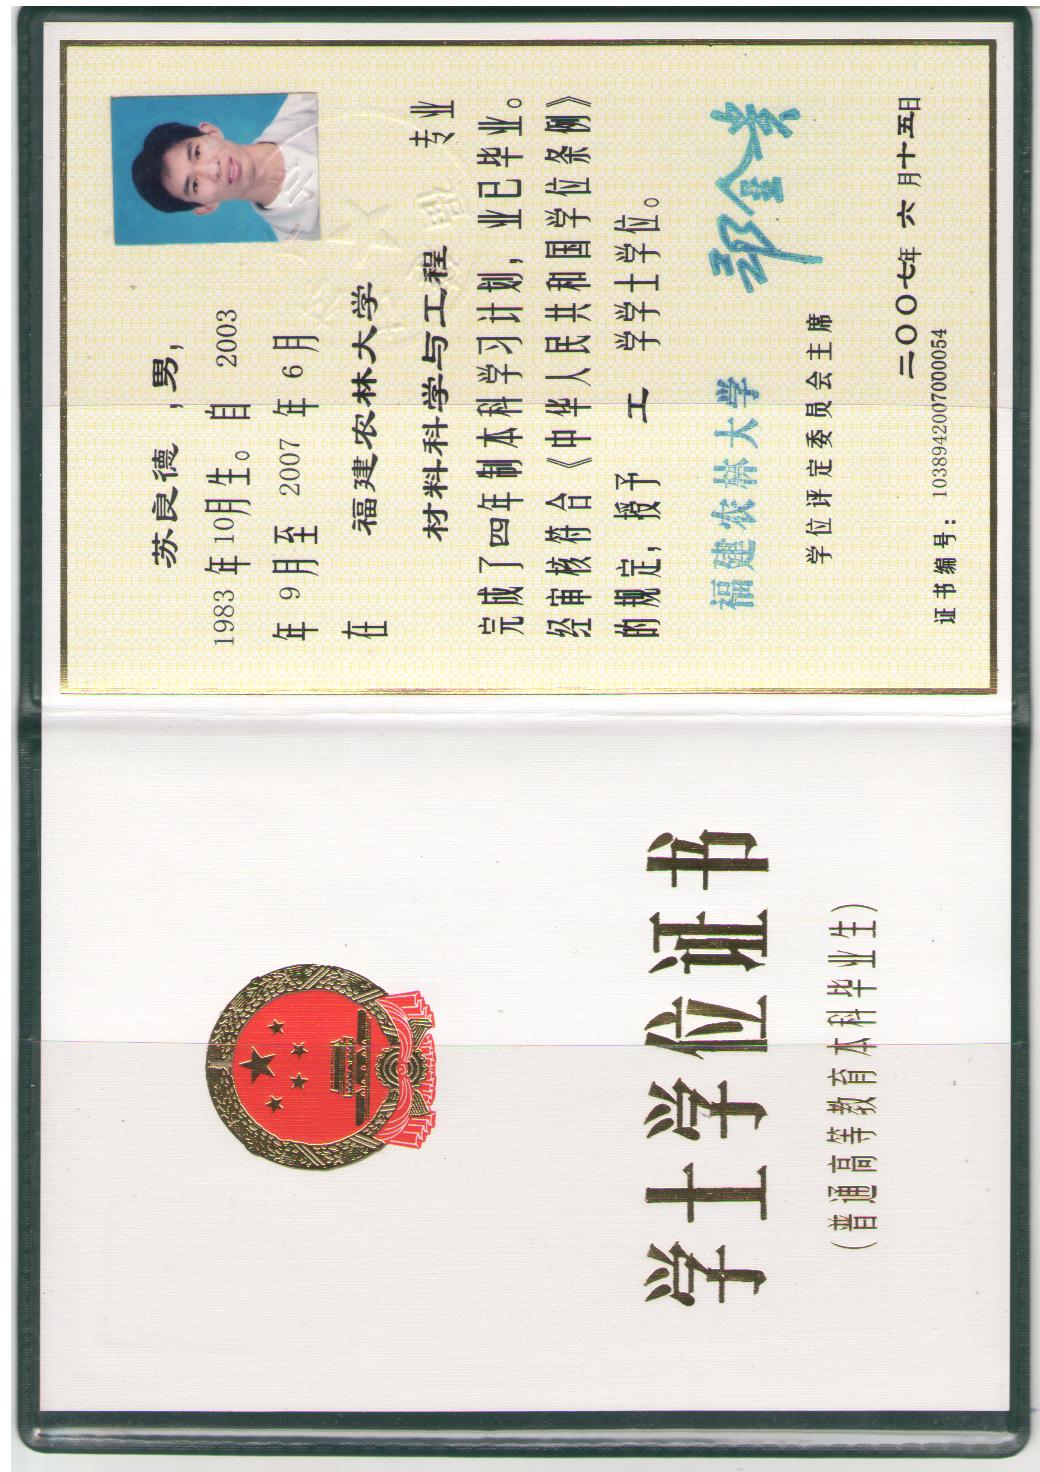 学士学位证书
（普通高等教育本科毕业生）
苏良德 ，男，
1983 年 10 月生。自 2003
年 9 月至 2007 年 6 月
在 福建农林大学
材料科学与工程 专业
完成了四年制本科学习计划，业已毕业。
经审核符合《中华人民共和国学位条例》
的规定，授予 工 学学士学位。
福建农林大学
学位评定委员会主席
二〇〇七年 六 月十五日
证书编号：1038942007000054